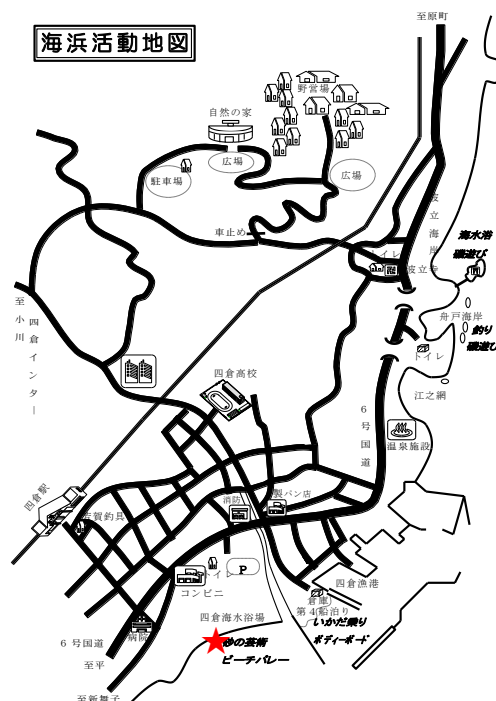 至原町
海浜活動地図
野営場
自然の家
広場
広場
駐車場
波立海岸
車止め
海水浴
磯遊び
トイレ
波立寺
至小川
四倉インター
舟戸海岸
釣り
磯遊び
トイレ
四倉高校
江之網
6号国道
温泉施設
四倉駅
消防
製パン店
佐賀釣具
トイレ
P
コンビニ
四倉漁港
倉庫
第4船泊り
四倉海水浴場
いかだ乗り
ボディーボード
病院
6号国道
砂の芸術
ビーチバレー
至平
至新舞子